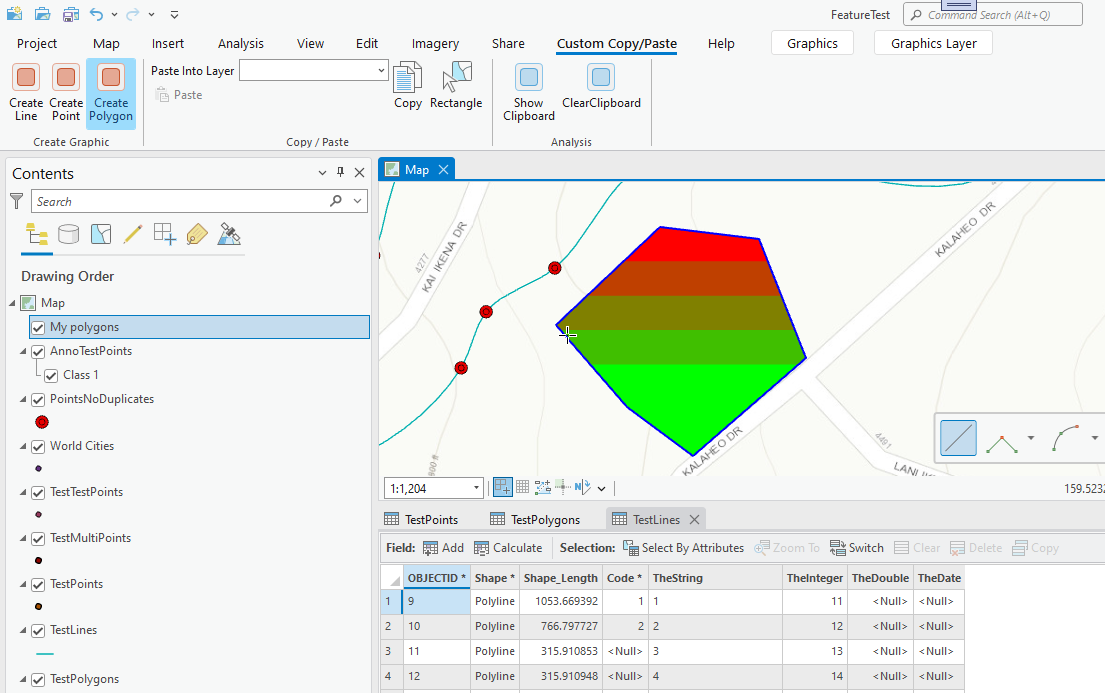 FeatureTest
Command Search (Alt+Q)
Project Map Insert Analysis View Edit Imagery Share Custom Copy/Paste Help Graphics Graphics Layer
Create Line
Create Point
Create Polygon
Create Graphic
Paste Into Layer
Paste
Copy
Rectangle
Copy / Paste
Show Clipboard
ClearClipboard
Analysis
Contents
Search
Drawing Order
Map
My polygons
AnnoTestPoints
Class 1
PointsNoDuplicates
World Cities
TestTestPoints
TestMultiPoints
TestPoints
TestLines
TestPolygons
Map
4277
KAI IKENA DR
KALAHEO DR
KALAHEO DR
4491
LANI IK
800 ft
1:1,204
159.5232
TestPoints TestPolygons TestLines
Field: Add Calculate Selection: Select By Attributes Zoom To Switch Clear Delete Copy
OBJECTID * Shape * Shape_Length Code * TheString TheInteger TheDouble TheDate
1 9 Polyline 1053.669392 1 1 11 <Null> <Null>
2 10 Polyline 766.797727 2 2 12 <Null> <Null>
3 11 Polyline 315.910853 <Null> 3 13 <Null> <Null>
4 12 Polyline 315.910948 <Null> 4 14 <Null> <Null>